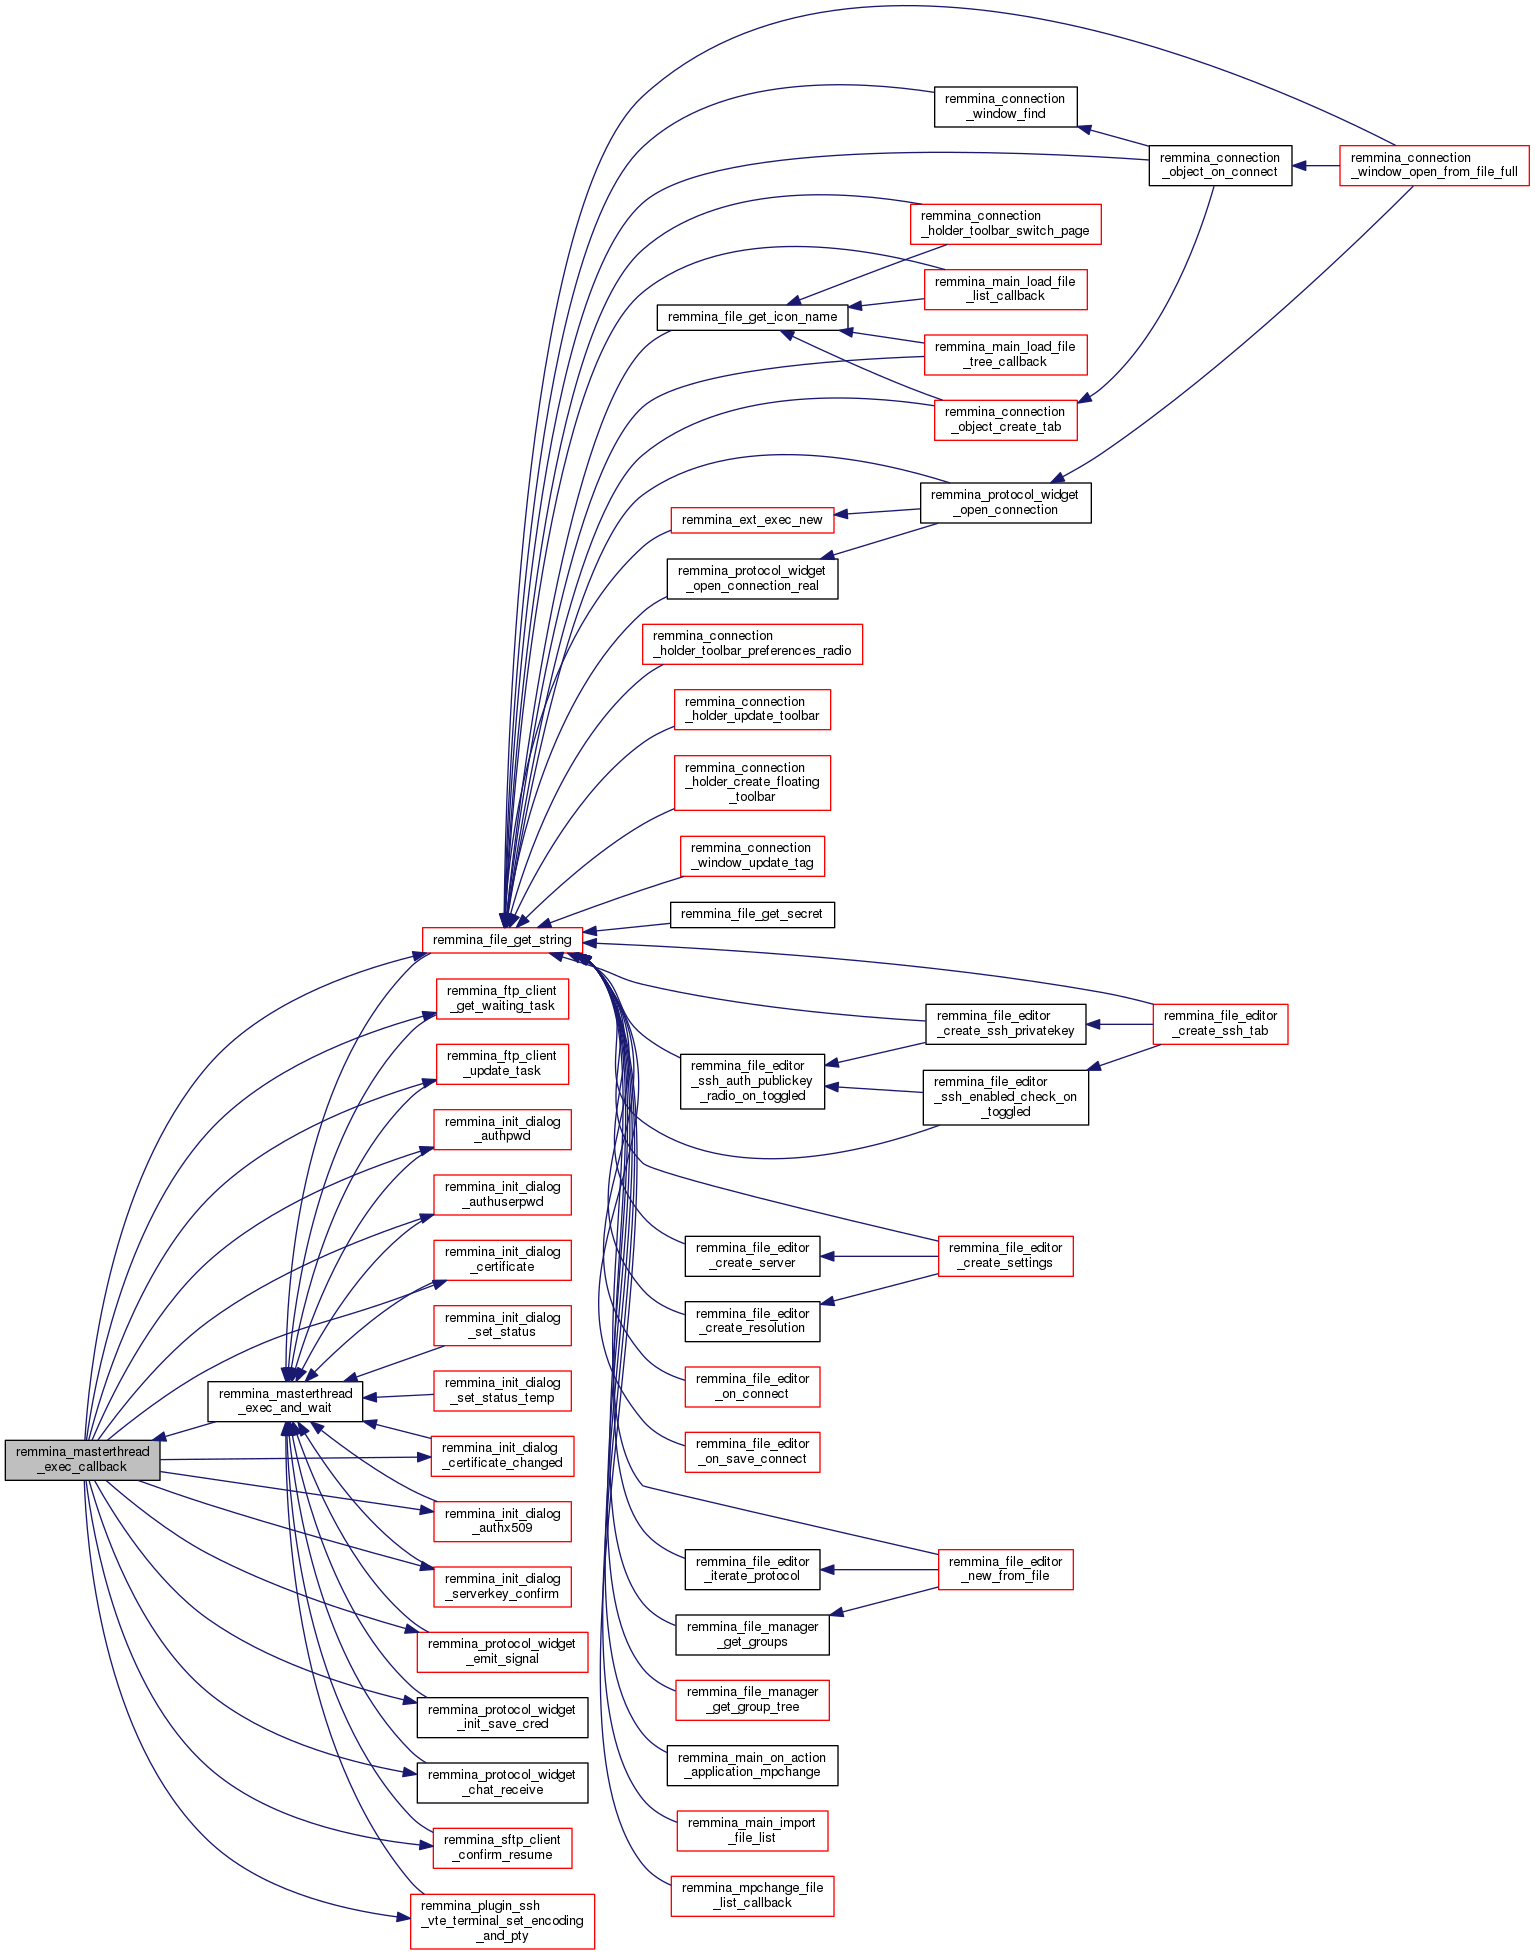 remmina_connection
_window_find
remmina_connection
_object_on_connect
remmina_connection
_window_open_from_file_full
remmina_connection
_holder_toolbar_switch_page
remmina_main_load_file
_list_callback
remmina_file_get_icon_name
remmina_main_load_file
_tree_callback
remmina_connection
_object_create_tab
remmina_protocol_widget
_open_connection
remmina_ext_exec_new
remmina_protocol_widget
_open_connection_real
remmina_connection
_holder_toolbar_preferences_radio
remmina_connection
_holder_update_toolbar
remmina_connection
_holder_create_floating
_toolbar
remmina_connection
_window_update_tag
remmina_file_get_secret
remmina_file_get_string
remmina_ftp_client
_get_waiting_task
remmina_file_editor
_create_ssh_privatekey
remmina_file_editor
_create_ssh_tab
remmina_ftp_client
_update_task
remmina_file_editor
_ssh_auth_publickey
_radio_on_toggled
remmina_file_editor
_ssh_enabled_check_on
_toggled
remmina_init_dialog
_authpwd
remmina_init_dialog
_authuserpwd
remmina_init_dialog
_certificate
remmina_file_editor
_create_server
remmina_file_editor
_create_settings
remmina_init_dialog
_set_status
remmina_file_editor
_create_resolution
remmina_masterthread
_exec_and_wait
remmina_init_dialog
_set_status_temp
remmina_file_editor
_on_connect
remmina_masterthread
_exec_callback
remmina_init_dialog
_certificate_changed
remmina_file_editor
_on_save_connect
remmina_init_dialog
_authx509
remmina_init_dialog
_serverkey_confirm
remmina_file_editor
_iterate_protocol
remmina_file_editor
_new_from_file
remmina_protocol_widget
_emit_signal
remmina_file_manager
_get_groups
remmina_protocol_widget
_init_save_cred
remmina_file_manager
_get_group_tree
remmina_protocol_widget
_chat_receive
remmina_main_on_action
_application_mpchange
remmina_sftp_client
_confirm_resume
remmina_main_import
_file_list
remmina_plugin_ssh
_vte_terminal_set_encoding
_and_pty
remmina_mpchange_file
_list_callback